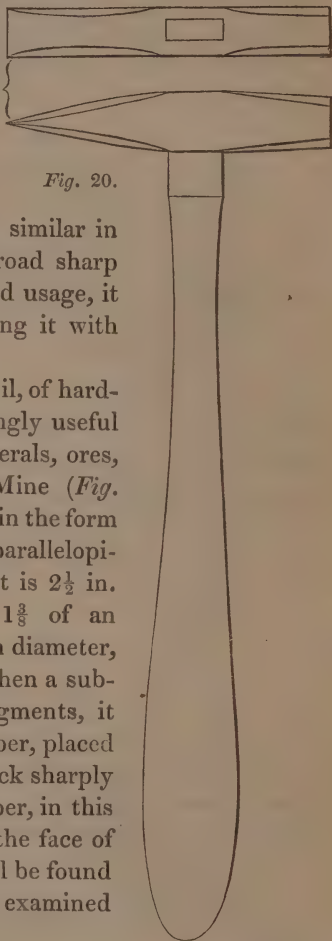 Fig. 20.
similar in
road sharp
d usage, it
ng it with
il, of hard-
ngly useful
erals, ores,
Mine (Fig.
in the form
parallelopi-
t is 2½ in.
1⅜ of an
n diameter,
hen a sub-
gments, it
per, placed
ck sharply
per, in this
the face of
l be found
examined